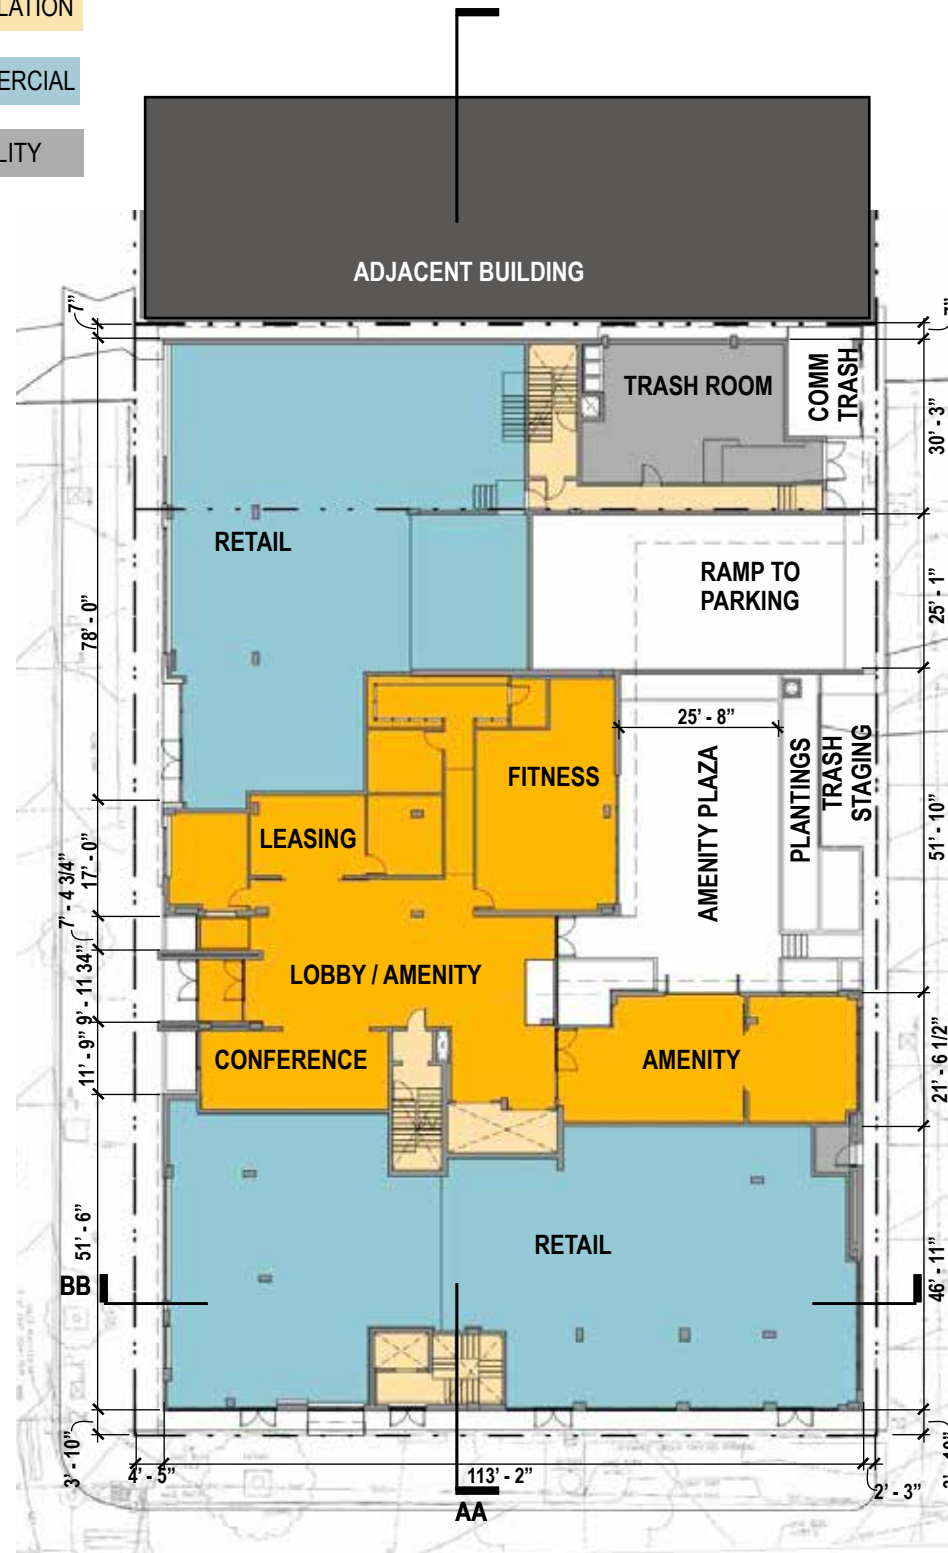 LATION
ERCIAL
LITY
ADJACENT BUILDING
7”
7”
TRASH ROOM
COMM
TRASH
30’ - 3”
RETAIL
RAMP TO
PARKING
25’ - 1”
78’ - 0”
25’ - 8”
FITNESS
AMENITY PLAZA
PLANTINGS
TRASH
STAGING
51’ - 10”
LEASING
17’ - 0”
7’ - 4 3/4”
LOBBY / AMENITY
9’ - 11 34”
CONFERENCE
AMENITY
11’ - 9”
21’ - 6 1/2”
51’ - 6”
RETAIL
BB
46’ - 11”
3’ - 10”
4’ - 5”
113’ - 2”
2’ - 3”
AA